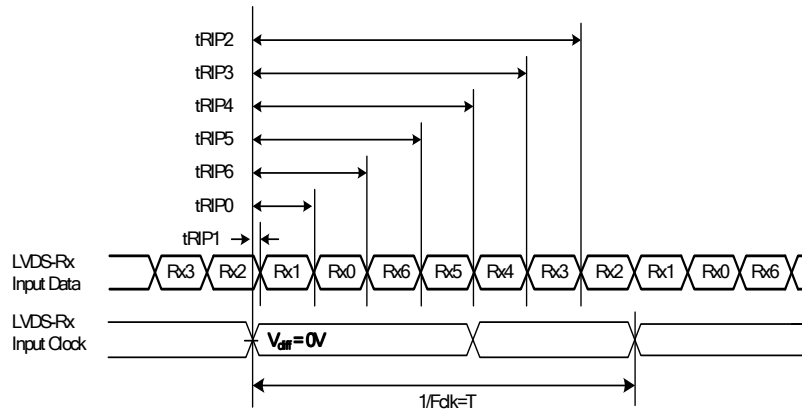 tRIP2
tRIP3
tRIP4
tRIP5
tRIP6
tRIP0
tRIP1
LVDS-Rx
Input Data
Rx3 Rx2 Rx1 Rx0 Rx6 Rx5 Rx4 Rx3 Rx2 Rx1 Rx0 Rx6
LVDS-Rx
Input Clock
Vdiff = 0V
1/Fclk=T